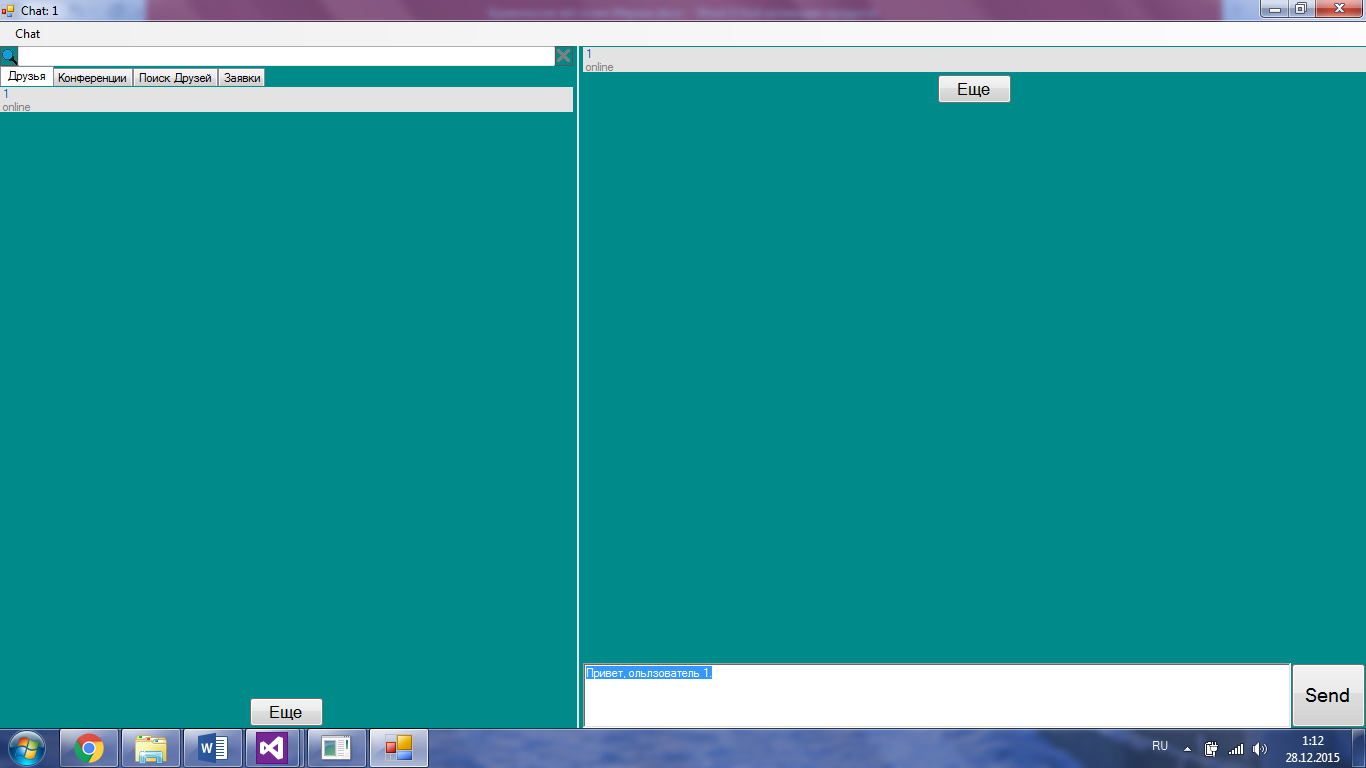 Chat: 1
Chat
Друзья Конференции Поиск Друзей Заявки
1
online
Еще
1
online
Еще
Привет, ольлзователь 1.
Send
RU
1:12
28.12.2015